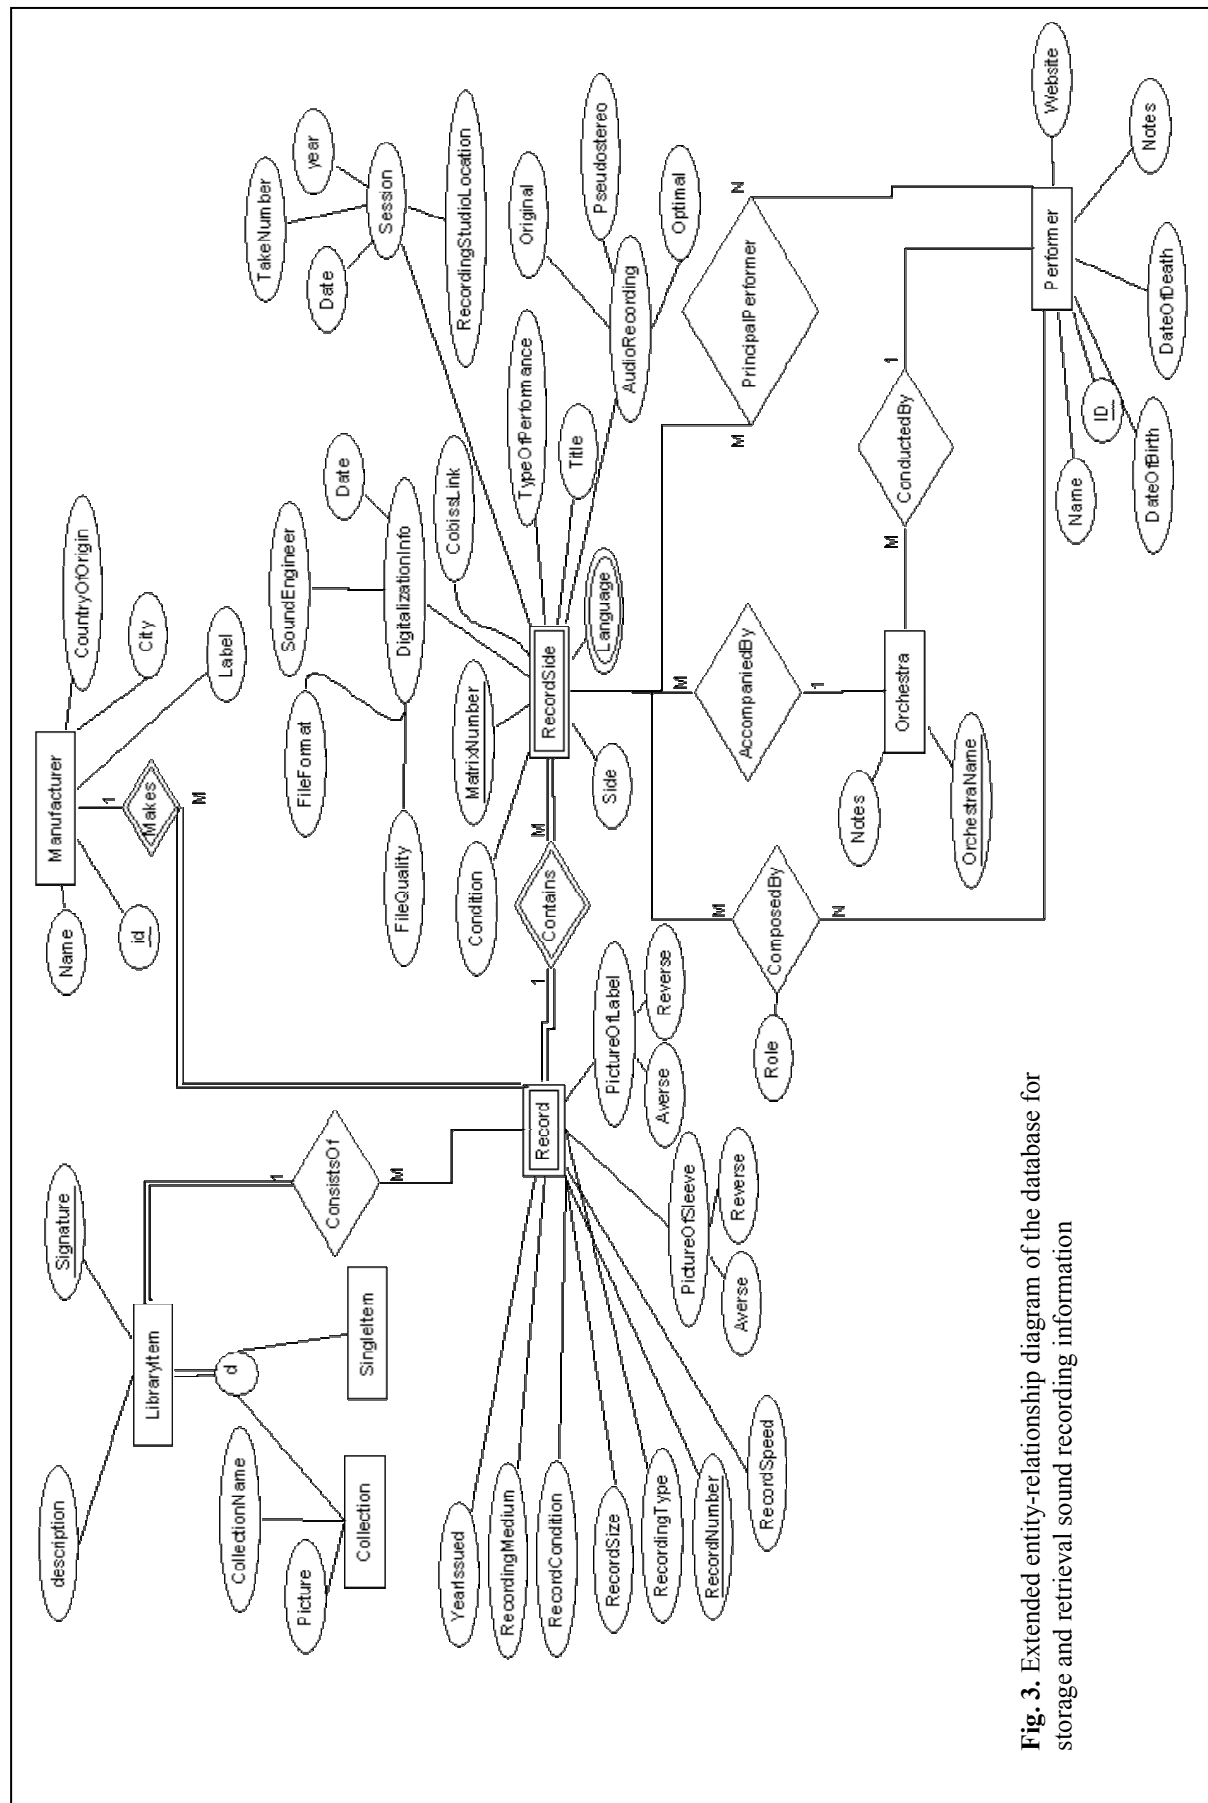 description
Signature
LibraryItem
d
CollectionName
Picture
Collection
SingleItem
1
ConsistsOf
M
Name
id
Manufacturer
CountryOfOrigin
City
Label
1
Makes
M
YearIssued
RecordingMedium
RecordCondition
RecordSize
RecordingType
RecordNumber
RecordSpeed
Record
PictureOfSleeve
Averse
Reverse
PictureOfLabel
Averse
Reverse
1
Contains
M
FileQuality
FileFormat
SoundEngineer
Date
DigitalizationInfo
Condition
MatrixNumber
CobissLink
RecordSide
Side
Language
Title
TypeOfPerformance
Date
TakeNumber
year
Session
RecordingStudioLocation
Original
Pseudostereo
AudioRecording
Optimal
M
ComposedBy
N
Role
M
AccompaniedBy
1
M
PrincipalPerformer
N
Notes
Orchestra
OrchestraName
M
ConductedBy
1
Performer
Website
Notes
DateOfDeath
ID
DateOfBirth
Name
Fig. 3. Extended entity-relationship diagram of the database for
storage and retrieval sound recording information